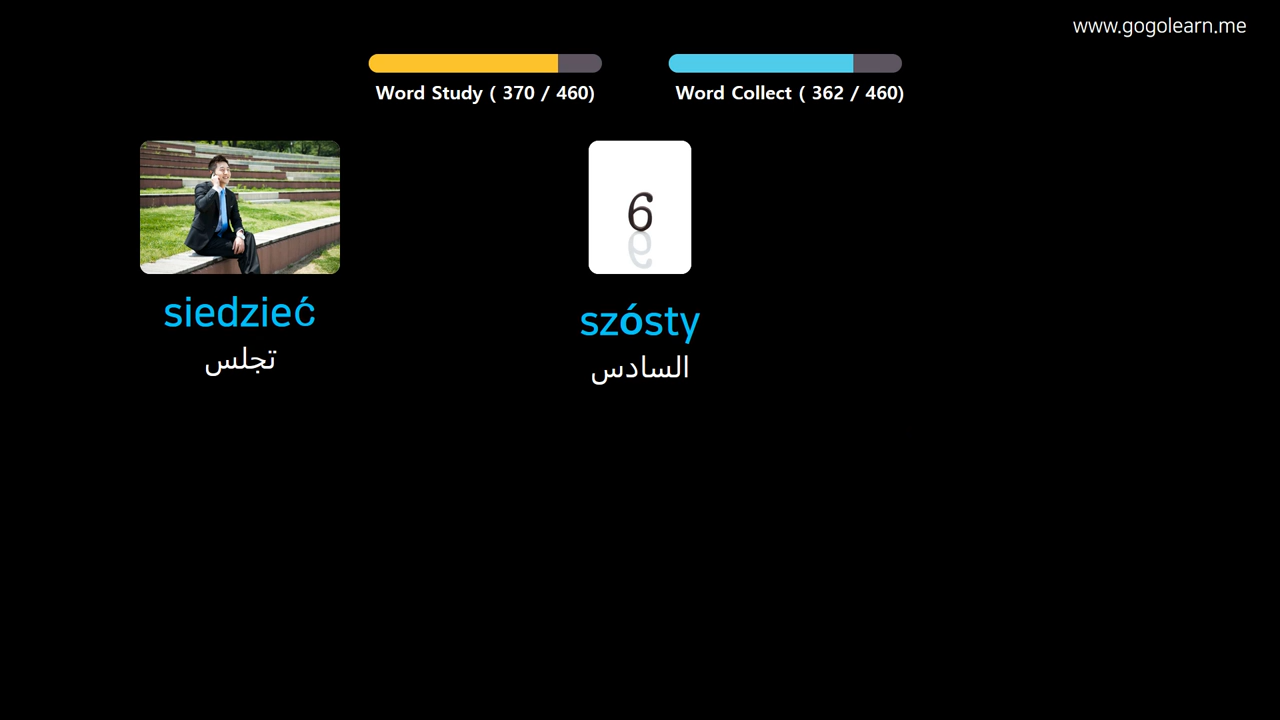 www.gogolearn.me
Word Study ( 370 / 460)
Word Collect ( 362 / 460)
6
siedzieć
تجلس
szósty
السادس